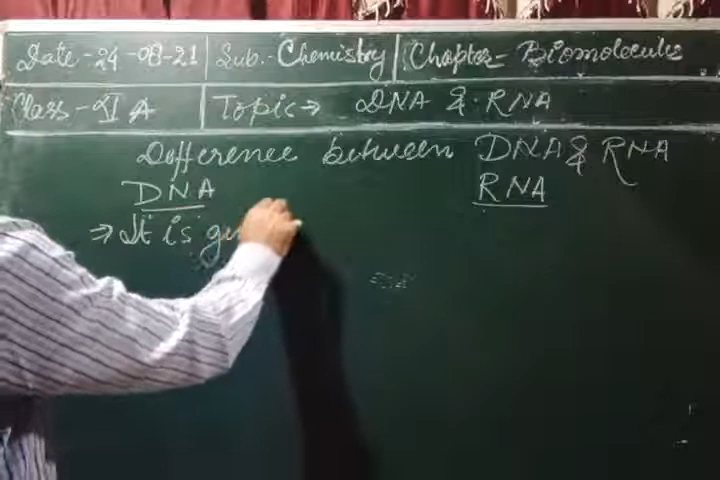 Date-24-08-21 Sub.-Chemistry Chapter- Biomolecules
Class-XI A Topic→ DNA & RNA
Difference between DNA & RNA
DNA RNA
⇒ It is